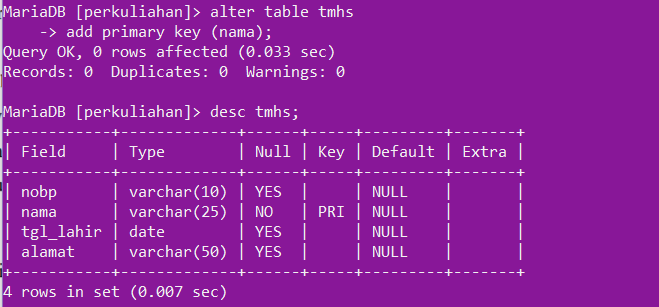 MariaDB [perkuliahan]> alter table tmhs
    -> add primary key (nama);
Query OK, 0 rows affected (0.033 sec)
Records: 0  Duplicates: 0  Warnings: 0

MariaDB [perkuliahan]> desc tmhs;
+-----------+-------------+------+-----+---------+-------+
| Field     | Type        | Null | Key | Default | Extra |
+-----------+-------------+------+-----+---------+-------+
| nobp      | varchar(10) | YES  |     | NULL    |       |
| nama      | varchar(25) | NO   | PRI | NULL    |       |
| tgl_lahir | date        | YES  |     | NULL    |       |
| alamat    | varchar(50) | YES  |     | NULL    |       |
+-----------+-------------+------+-----+---------+-------+
4 rows in set (0.007 sec)